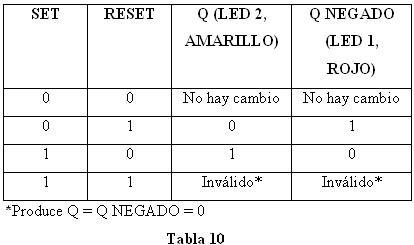 SET RESET Q (LED 2, AMARILLO) Q NEGADO (LED 1, ROJO)
0 0 No hay cambio No hay cambio
0 1 0 1
1 0 1 0
1 1 Inválido* Inválido*
*Produce Q = Q NEGADO = 0
Tabla 10